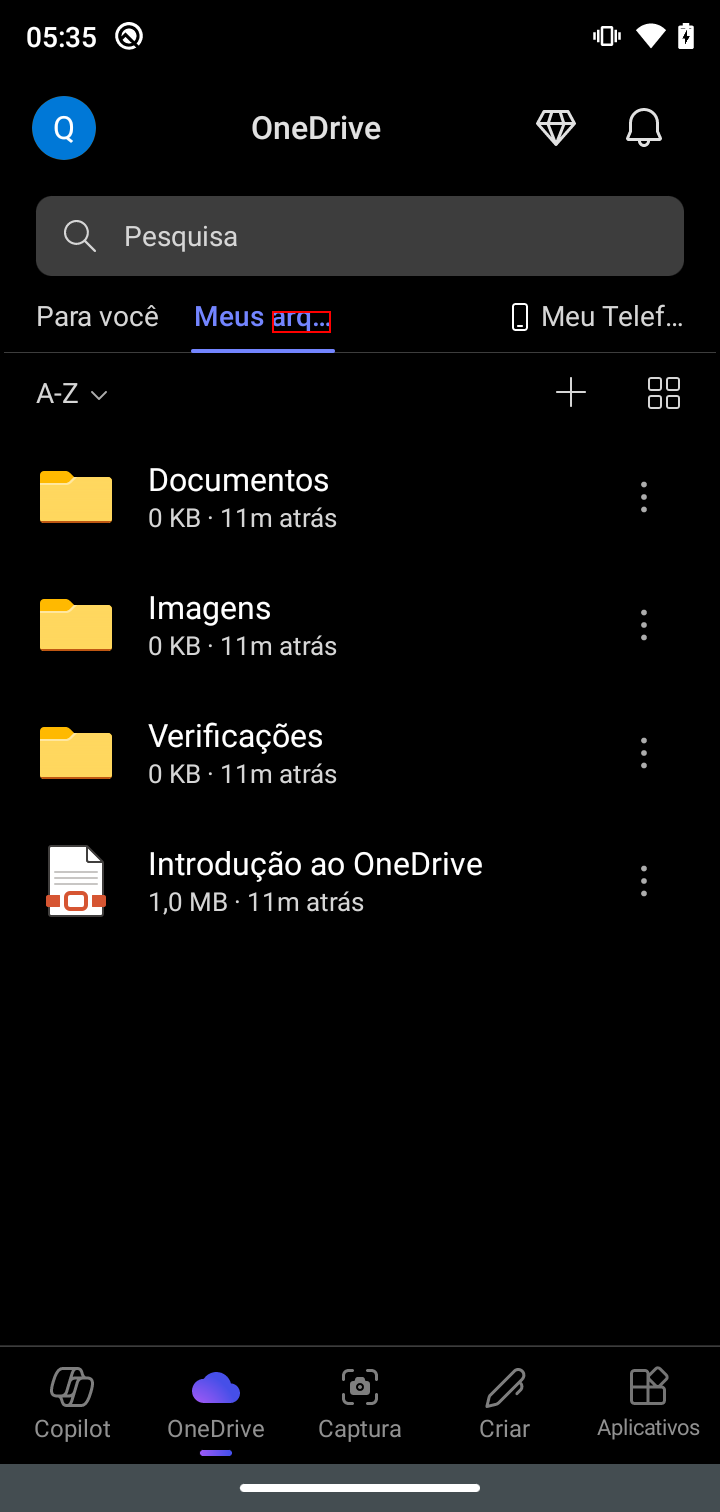 05:35
Q
OneDrive
Pesquisa
Para você
Meus arq...
Meu Telef...
A-Z
Documentos
0 KB · 11m atrás
Imagens
0 KB · 11m atrás
Verificações
0 KB · 11m atrás
Introdução ao OneDrive
1,0 MB · 11m atrás
Copilot
OneDrive
Captura
Criar
Aplicativos